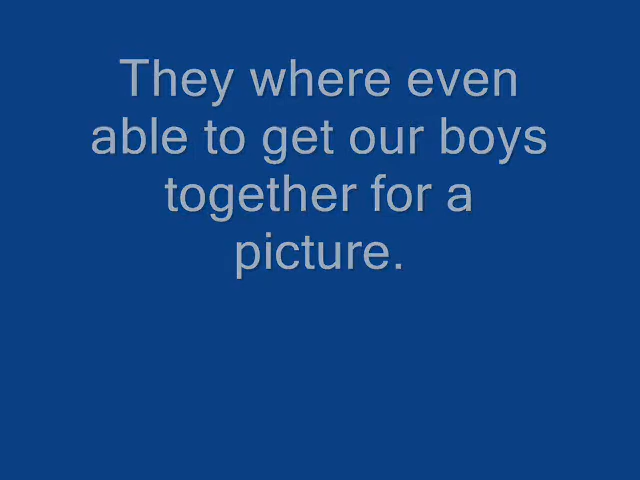 They where even
able to get our boys
together for a
picture.